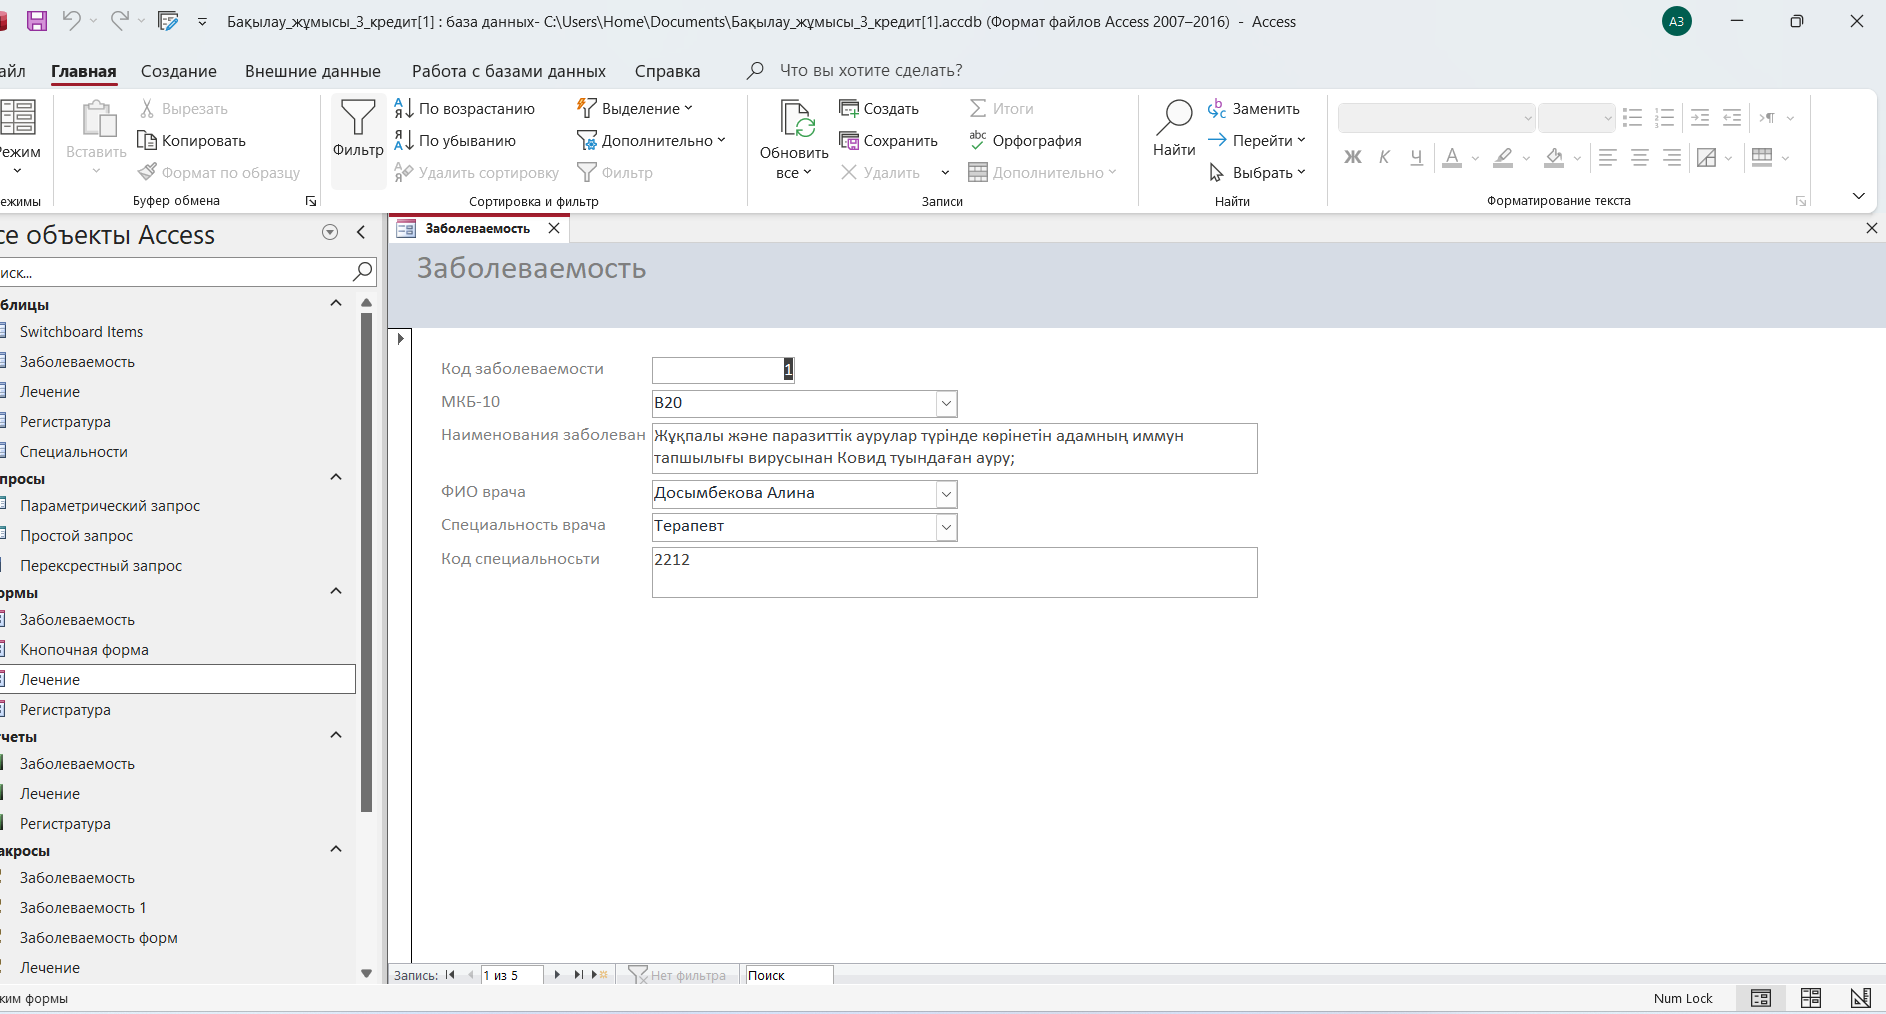 Бақылау_жұмысы_3_кредит[1] : база данных- C:\Users\Home\Documents\Бақылау_жұмысы_3_кредит[1].accdb (Формат файлов Access 2007–2016) - Access
АЗ
айл Главная Создание Внешние данные Работа с базами данных Справка Что вы хотите сделать?
Режим
ежимы
Вставить
Вырезать
Копировать
Формат по образцу
Буфер обмена
Фильтр
По возрастанию
По убыванию
Удалить сортировку
Выделение
Дополнительно
Фильтр
Сортировка и фильтр
Обновить
все
Создать
Сохранить
Удалить
Итоги
Орфография
Дополнительно
Записи
Найти
Заменить
Перейти
Выбрать
Найти
Ж К Ч А
Форматирование текста
се объекты Access
иск...
блицы
Switchboard Items
Заболеваемость
Лечение
Регистратура
Специальности
просы
Параметрический запрос
Простой запрос
Перексрестный запрос
ормы
Заболеваемость
Кнопочная форма
Лечение
Регистратура
четы
Заболеваемость
Лечение
Регистратура
акросы
Заболеваемость
Заболеваемость 1
Заболеваемость форм
Лечение
Заболеваемость
Заболеваемость
Код заболеваемости 1
МКБ-10 B20
Наименования заболеван Жұқпалы және паразиттік аурулар түрінде көрінетін адамның иммун
тапшылығы вирусынан Ковид туындаған ауру;
ФИО врача Досымбекова Алина
Специальность врача Терапевт
Код специальносьти 2212
Запись: 1 из 5 Нет фильтра Поиск
ким формы Num Lock